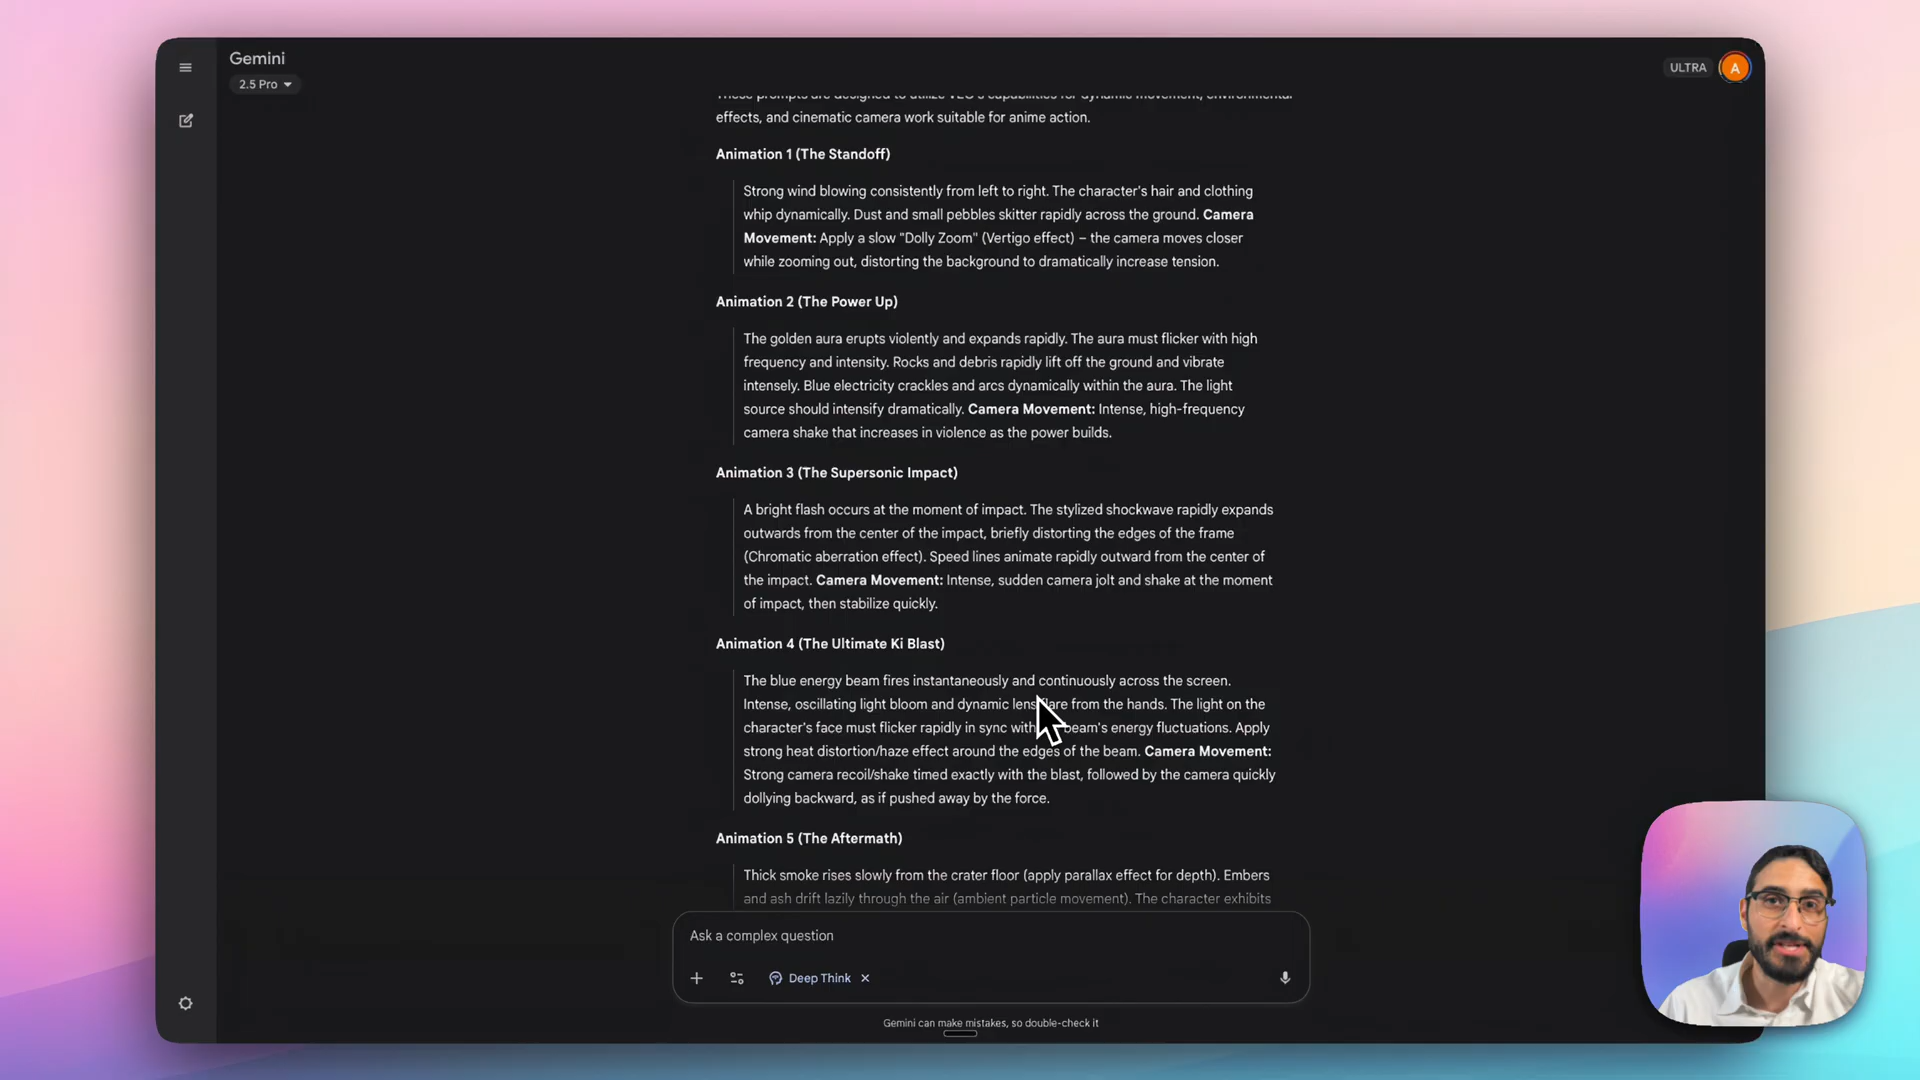 Gemini
2.5 Pro
ULTRA
A
These prompts are designed to utilize VEO's capabilities for dynamic movement, environmental
effects, and cinematic camera work suitable for anime action.
Animation 1 (The Standoff)
Strong wind blowing consistently from left to right. The character's hair and clothing
whip dynamically. Dust and small pebbles skitter rapidly across the ground. Camera
Movement: Apply a slow "Dolly Zoom" (Vertigo effect) – the camera moves closer
while zooming out, distorting the background to dramatically increase tension.
Animation 2 (The Power Up)
The golden aura erupts violently and expands rapidly. The aura must flicker with high
frequency and intensity. Rocks and debris rapidly lift off the ground and vibrate
intensely. Blue electricity crackles and arcs dynamically within the aura. The light
source should intensify dramatically. Camera Movement: Intense, high-frequency
camera shake that increases in violence as the power builds.
Animation 3 (The Supersonic Impact)
A bright flash occurs at the moment of impact. The stylized shockwave rapidly expands
outwards from the center of the impact, briefly distorting the edges of the frame
(Chromatic aberration effect). Speed lines animate rapidly outward from the center of
the impact. Camera Movement: Intense, sudden camera jolt and shake at the moment
of impact, then stabilize quickly.
Animation 4 (The Ultimate Ki Blast)
The blue energy beam fires instantaneously and continuously across the screen.
Intense, oscillating light bloom and dynamic lens flare from the hands. The light on the
character's face must flicker rapidly in sync with beam's energy fluctuations. Apply
strong heat distortion/haze effect around the edges of the beam. Camera Movement:
Strong camera recoil/shake timed exactly with the blast, followed by the camera quickly
dollying backward, as if pushed away by the force.
Animation 5 (The Aftermath)
Thick smoke rises slowly from the crater floor (apply parallax effect for depth). Embers
and ash drift lazily through the air (ambient particle movement). The character exhibits
Ask a complex question
Deep Think
Gemini can make mistakes, so double-check it